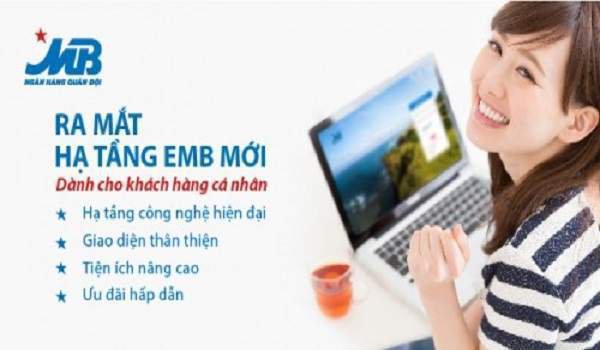 MB
NGÂN HÀNG QUÂN ĐỘI
RA MẮT
HẠ TẦNG EMB MỚI
Dành cho khách hàng cá nhân
Hạ tầng công nghệ hiện đại
Giao diện thân thiện
Tiện ích nâng cao
Ưu đãi hấp dẫn